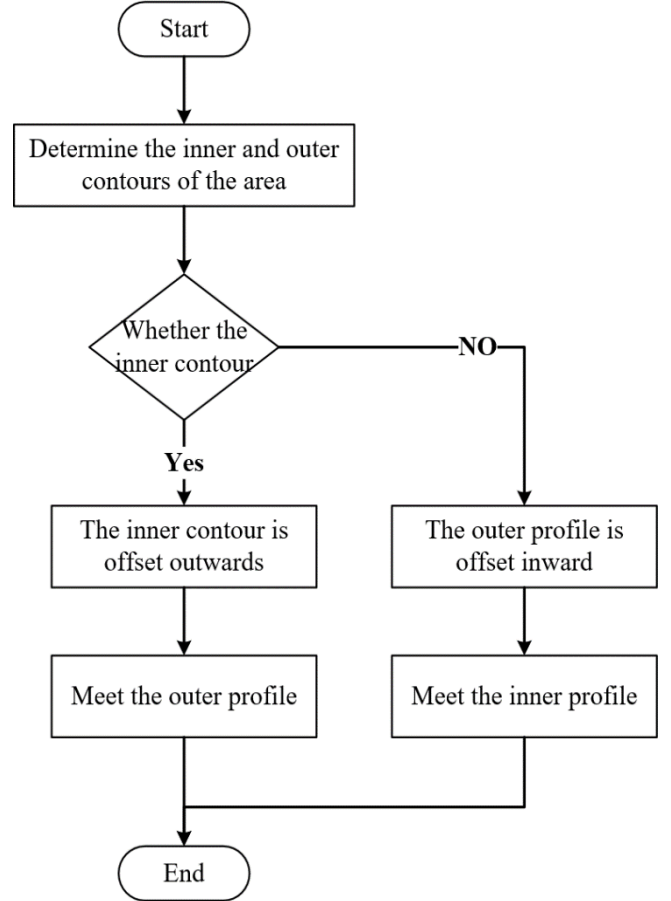 Start
Determine the inner and outer
contours of the area
Whether the
inner contour
NO
Yes
The inner contour is
offset outwards
The outer profile is
offset inward
Meet the outer profile
Meet the inner profile
End